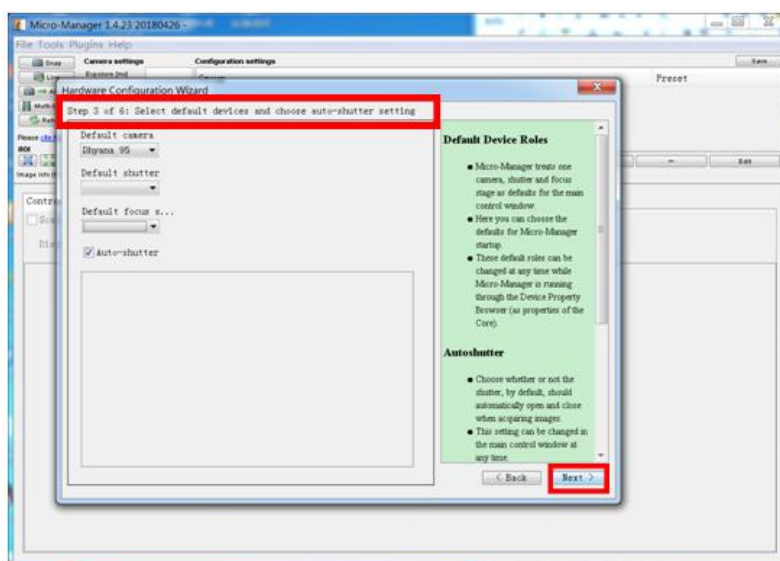 Micro-Manager 1.4.23 20180426 -
File Tools Plugins Help
Snap
Camera settings
Configuration settings
Save
Preset
Hardware Configuration Wizard
Step 3 of 6: Select default devices and choose auto-shutter setting
Default camera
Dhyana 95
Default shutter
Default focus s...
Auto-shutter
Default Device Roles
Micro-Manager treats one
camera, shutter and focus
stage as defaults for the main
control window.
Here you can choose the
defaults for Micro-Manager
startup.
These default roles can be
changed at any time while
Micro-Manager is running
through the Device Property
Browser (as properties of the
Core).
Autoshutter
Choose whether or not the
shutter, by default, should
automatically open and close
when acquiring images.
This setting can be changed in
the main control window at
any time.
< Back
Next >
Please
ROI
Edit